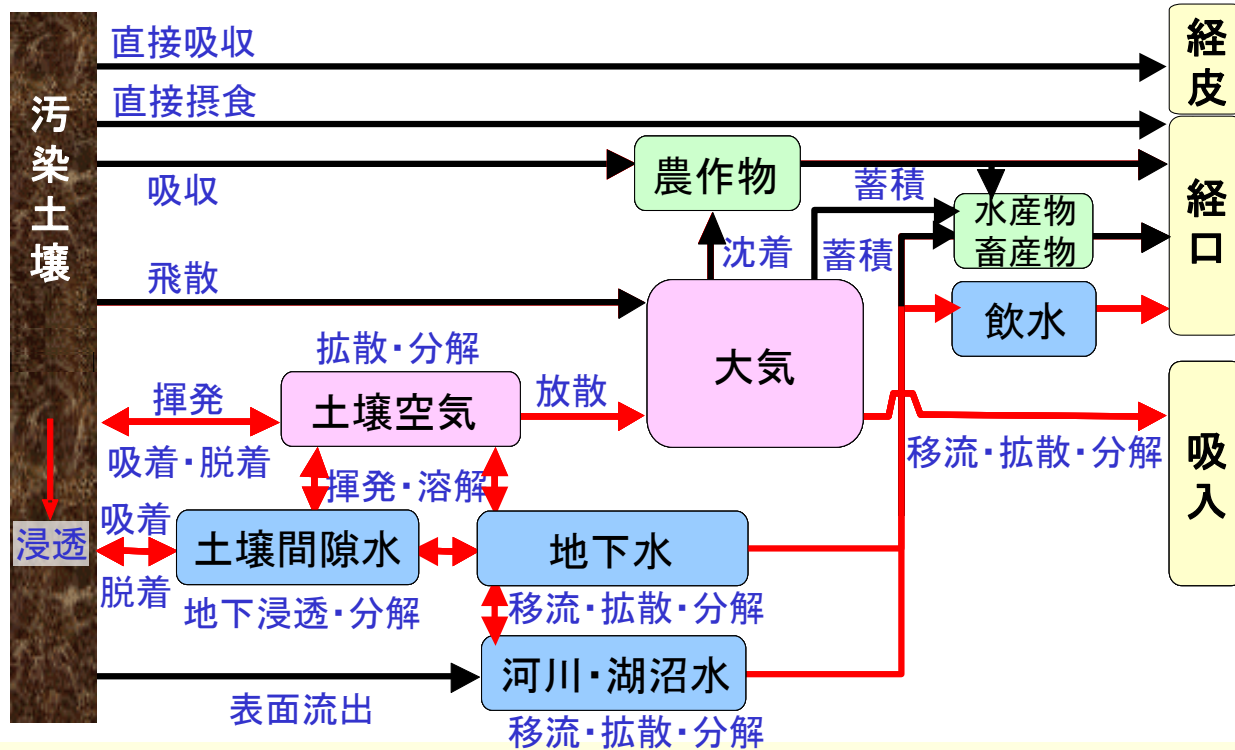 汚染土壌
直接吸収
経皮
直接摂食
吸収
農作物
蓄積
水産物
畜産物
経口
沈着
蓄積
飛散
大気
飲水
拡散・分解
揮発
土壌空気
放散
吸着・脱着
揮発・溶解
移流・拡散・分解
吸入
浸透
吸着
脱着
土壌間隙水
地下水
地下浸透・分解
移流・拡散・分解
河川・湖沼水
表面流出
移流・拡散・分解